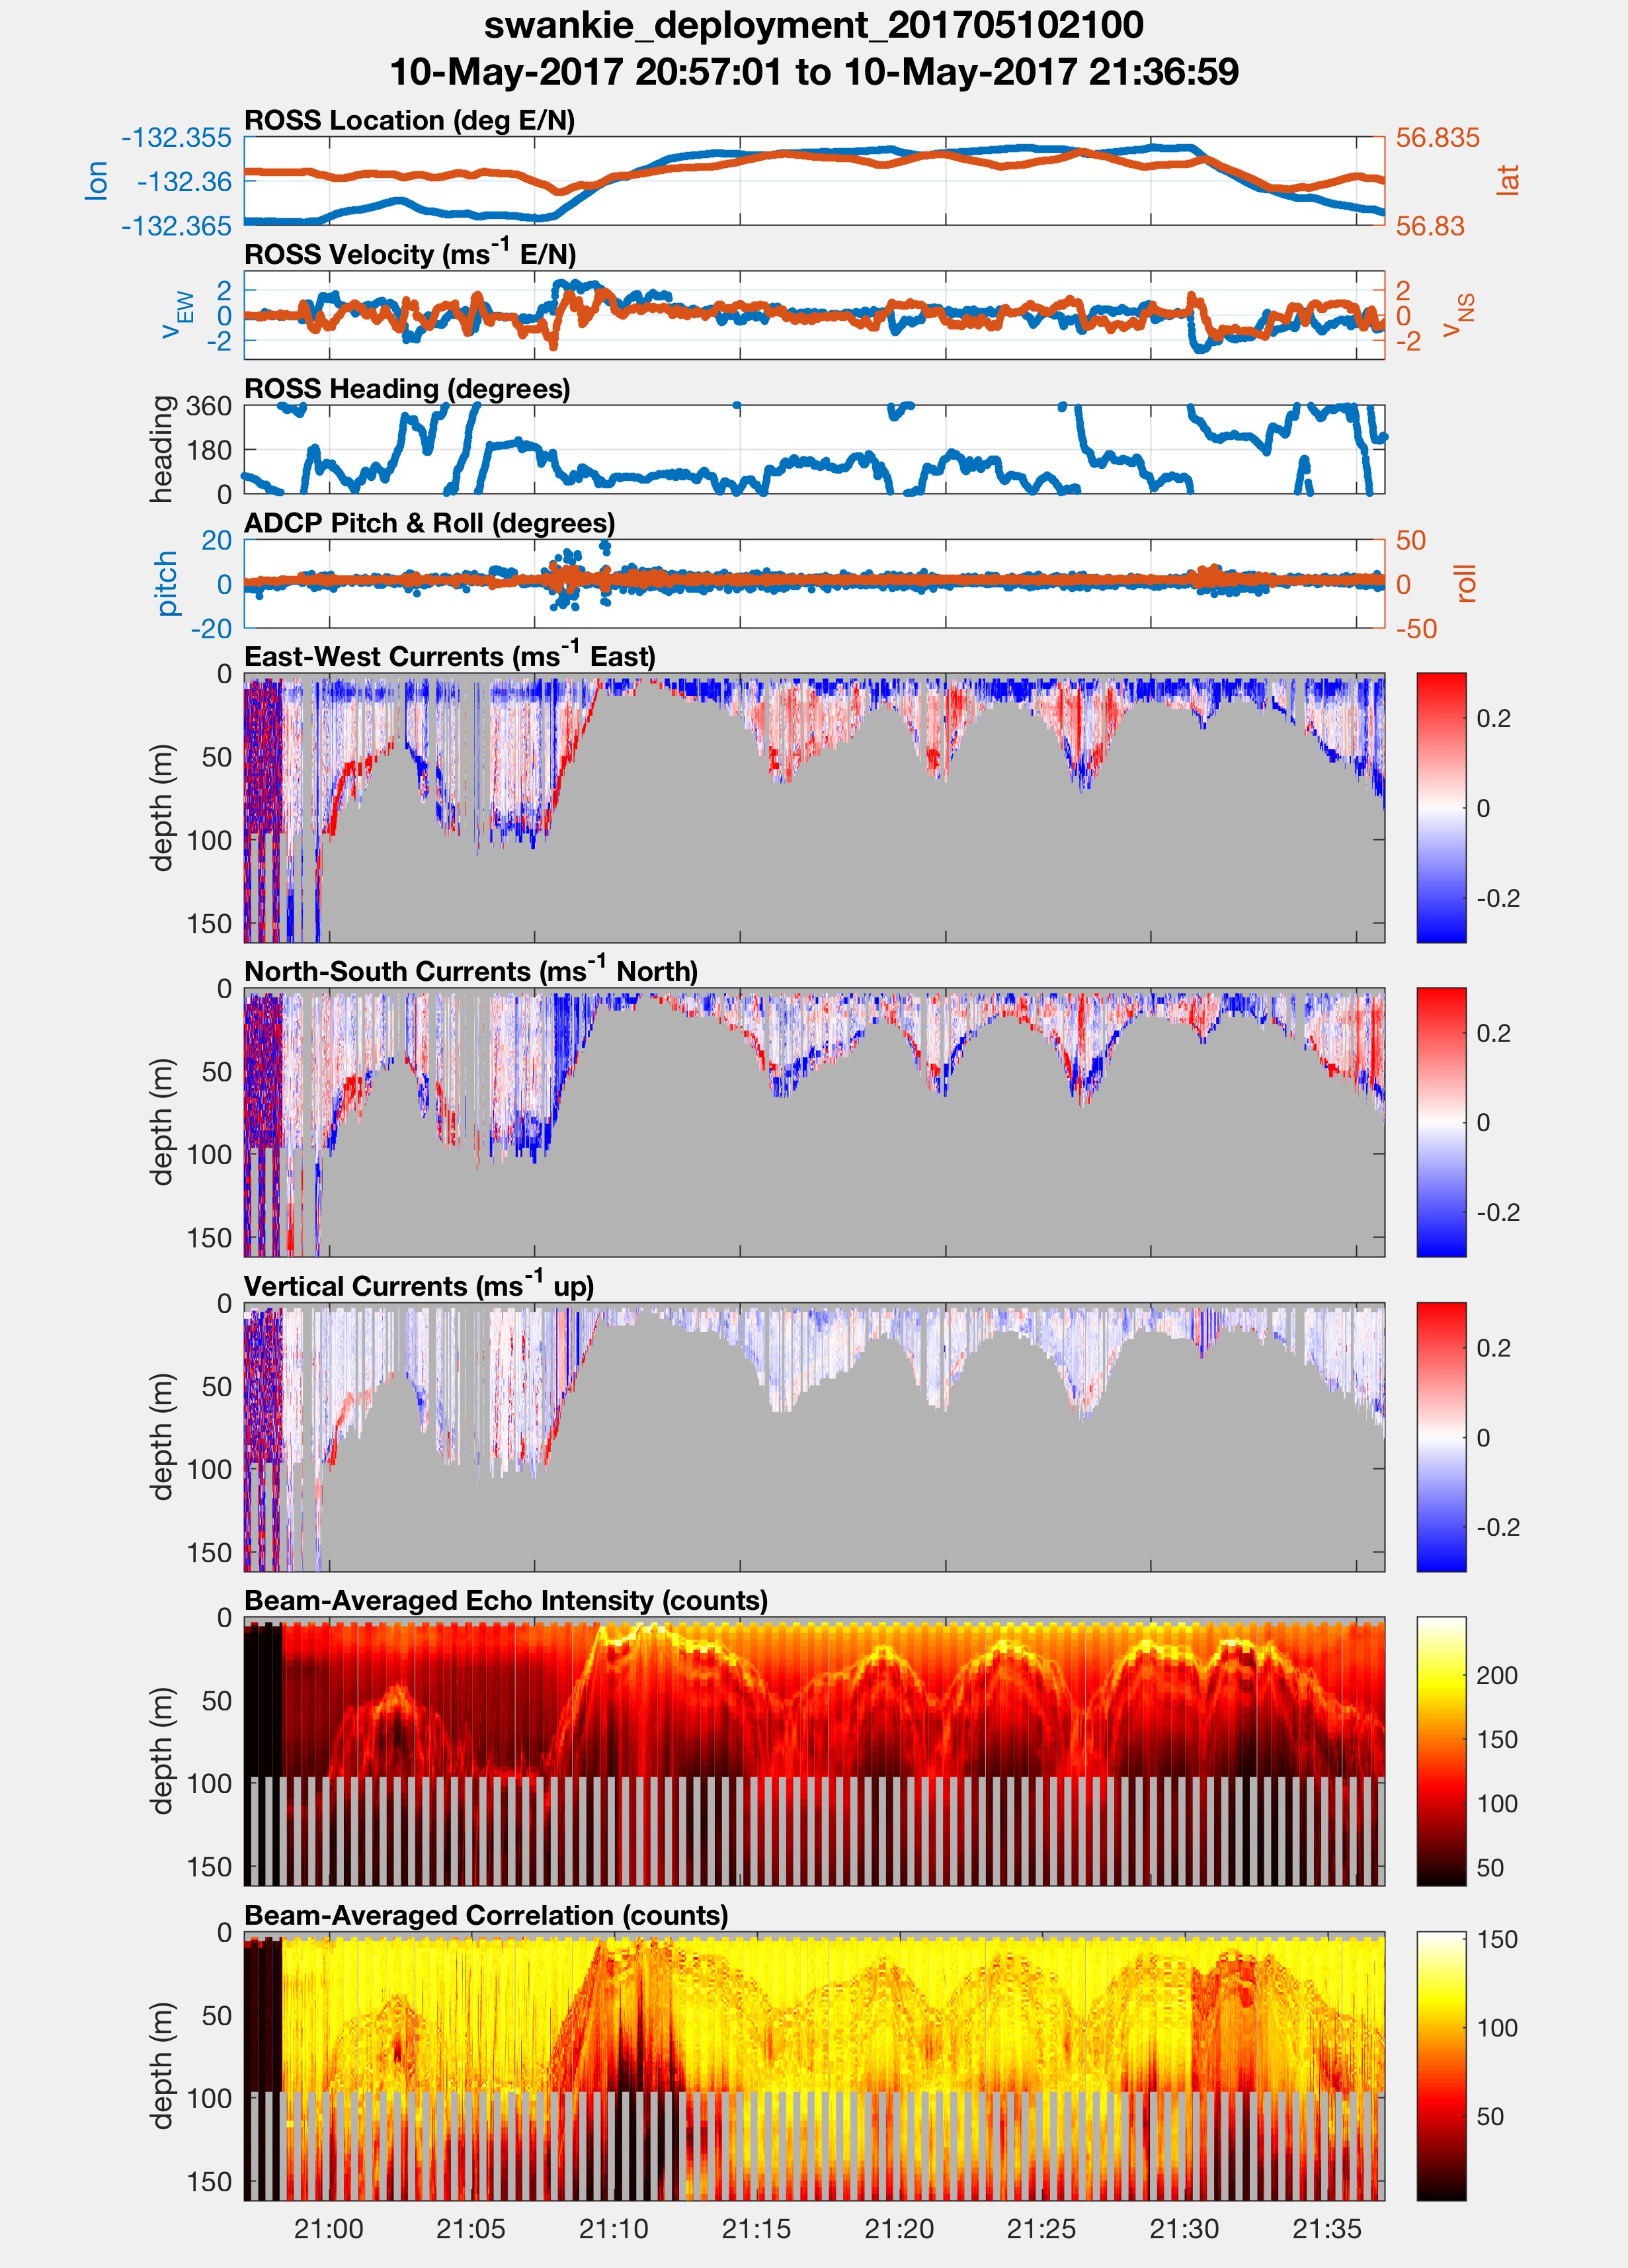 swankie_deployment_201705102100
10-May-2017 20:57:01 to 10-May-2017 21:36:59
ROSS Location (deg E/N)
-132.355
-132.36
-132.365
lon
56.835
56.83
lat
ROSS Velocity (ms-1 E/N)
2
0
-2
vEW
2
0
-2
vNS
ROSS Heading (degrees)
360
180
0
heading
ADCP Pitch & Roll (degrees)
20
0
-20
pitch
50
0
-50
roll
East-West Currents (ms-1 East)
0
50
100
150
depth (m)
0.2
0
-0.2
North-South Currents (ms-1 North)
0
50
100
150
depth (m)
0.2
0
-0.2
Vertical Currents (ms-1 up)
0
50
100
150
depth (m)
0.2
0
-0.2
Beam-Averaged Echo Intensity (counts)
0
50
100
150
depth (m)
200
150
100
50
Beam-Averaged Correlation (counts)
0
50
100
150
depth (m)
150
100
50
21:00 21:05 21:10 21:15 21:20 21:25 21:30 21:35